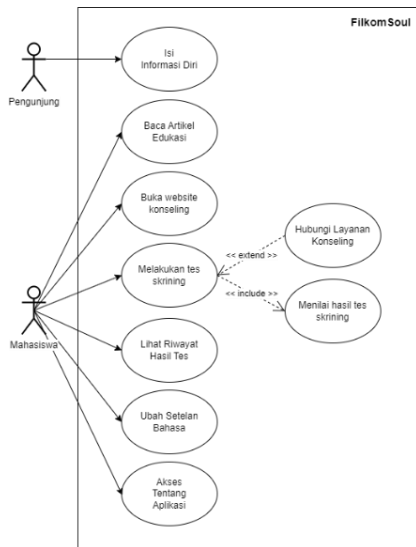 FilkomSoul
Isi
Informasi Diri
Pengunjung
Baca Artikel
Edukasi
Buka website
konseling
Hubungi Layanan
Konseling
<< extend >>
Melakukan tes
skrining
<< include >>
Menilai hasil tes
skrining
Mahasiswa
Lihat Riwayat
Hasil Tes
Ubah Setelan
Bahasa
Akses
Tentang
Aplikasi